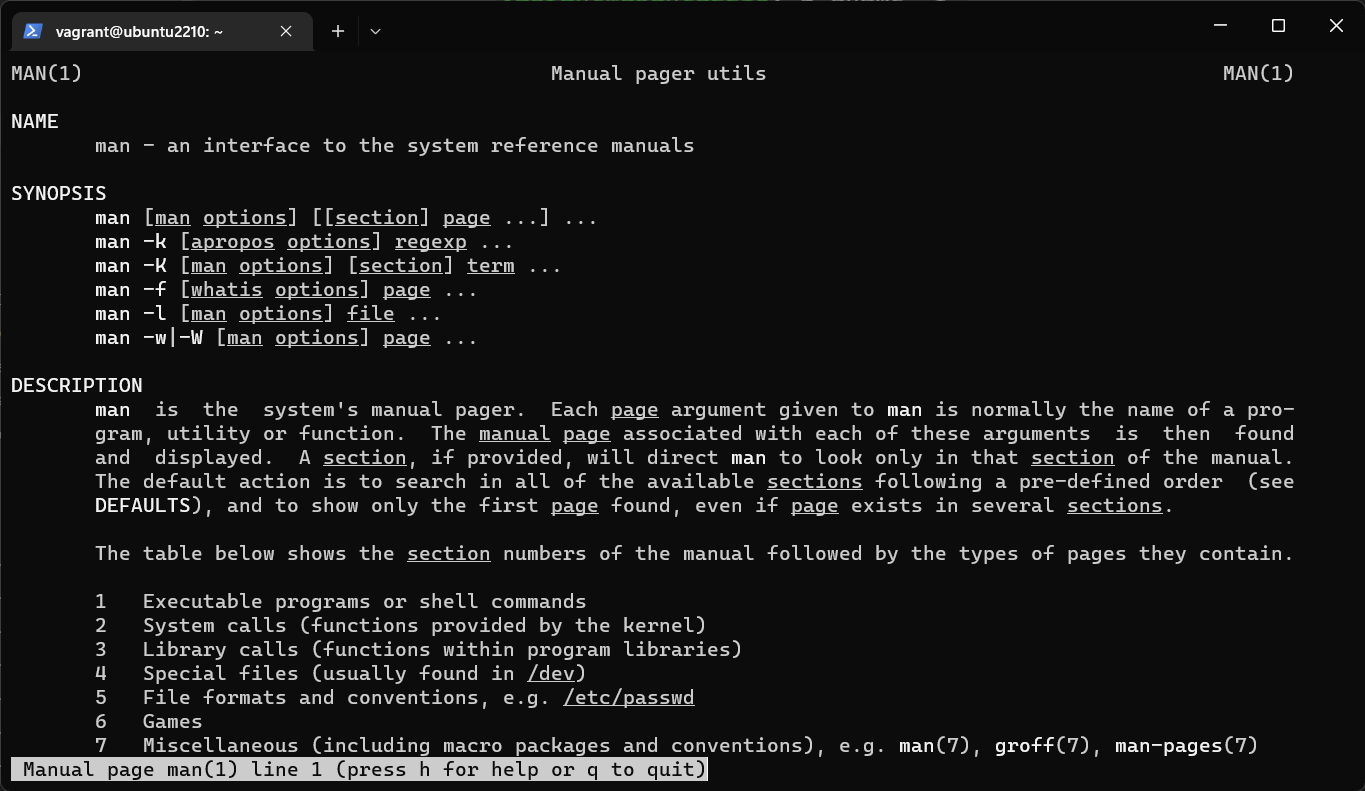 vagrant@ubuntu2210: ~
MAN(1) Manual pager utils MAN(1)
NAME
man - an interface to the system reference manuals
SYNOPSIS
man [man options] [[section] page ...] ...
man -k [apropos options] regexp ...
man -K [man options] [section] term ...
man -f [whatis options] page ...
man -l [man options] file ...
man -w|-W [man options] page ...
DESCRIPTION
man is the system's manual pager. Each page argument given to man is normally the name of a pro-
gram, utility or function. The manual page associated with each of these arguments is then found
and displayed. A section, if provided, will direct man to look only in that section of the manual.
The default action is to search in all of the available sections following a pre-defined order (see
DEFAULTS), and to show only the first page found, even if page exists in several sections.
The table below shows the section numbers of the manual followed by the types of pages they contain.
1 Executable programs or shell commands
2 System calls (functions provided by the kernel)
3 Library calls (functions within program libraries)
4 Special files (usually found in /dev)
5 File formats and conventions, e.g. /etc/passwd
6 Games
7 Miscellaneous (including macro packages and conventions), e.g. man(7), groff(7), man-pages(7)
Manual page man(1) line 1 (press h for help or q to quit)